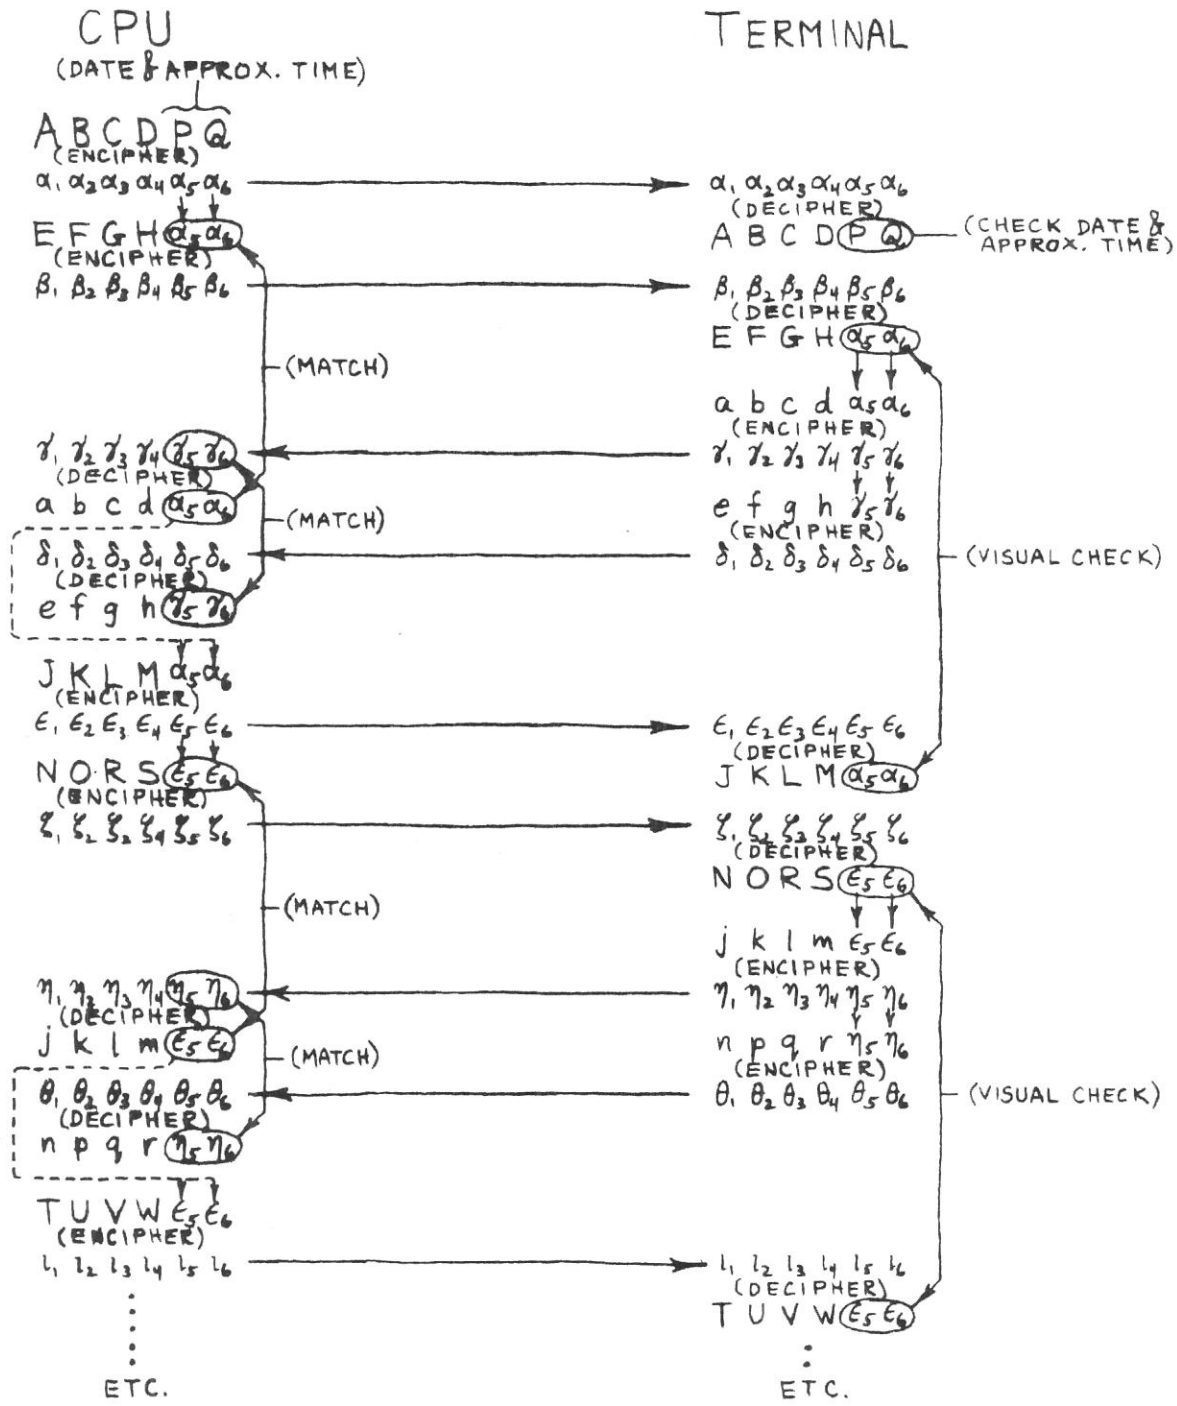 CPU
TERMINAL
(DATE & APPROX. TIME)
A B C D P Q
(ENCIPHER)
α₁ α₂ α₃ α₄ α₅ α₆
α₁ α₂ α₃ α₄ α₅ α₆
(DECIPHER)
E F G H α₅ α₆
(ENCIPHER)
A B C D P Q
(CHECK DATE &
APPROX. TIME)
β₁ β₂ β₃ β₄ β₅ β₆
β₁ β₂ β₃ β₄ β₅ β₆
(DECIPHER)
E F G H α₅ α₆
(MATCH)
a b c d α₅ α₆
(ENCIPHER)
γ₁ γ₂ γ₃ γ₄ γ₅ γ₆
(DECIPHER)
γ₁ γ₂ γ₃ γ₄ γ₅ γ₆
a b c d α₅ α₆
e f g h γ₅ γ₆
(MATCH)
(ENCIPHER)
δ₁ δ₂ δ₃ δ₄ δ₅ δ₆
(DECIPHER)
δ₁ δ₂ δ₃ δ₄ δ₅ δ₆
(VISUAL CHECK)
e f g h γ₅ γ₆
J K L M α₅ α₆
(ENCIPHER)
ϵ₁ ϵ₂ ϵ₃ ϵ₄ ϵ₅ ϵ₆
ϵ₁ ϵ₂ ϵ₃ ϵ₄ ϵ₅ ϵ₆
(DECIPHER)
N O R S ϵ₅ ϵ₆
(ENCIPHER)
J K L M α₅ α₆
ζ₁ ζ₂ ζ₃ ζ₄ ζ₅ ζ₆
ζ₁ ζ₂ ζ₃ ζ₄ ζ₅ ζ₆
(DECIPHER)
N O R S ϵ₅ ϵ₆
(MATCH)
j k l m ϵ₅ ϵ₆
(ENCIPHER)
η₁ η₂ η₃ η₄ η₅ η₆
(DECIPHER)
η₁ η₂ η₃ η₄ η₅ η₆
j k l m ϵ₅ ϵ₆
n p q r η₅ η₆
(MATCH)
(ENCIPHER)
θ₁ θ₂ θ₃ θ₄ θ₅ θ₆
(DECIPHER)
θ₁ θ₂ θ₃ θ₄ θ₅ θ₆
(VISUAL CHECK)
n p q r η₅ η₆
T U V W ϵ₅ ϵ₆
(ENCIPHER)
ι₁ ι₂ ι₃ ι₄ ι₅ ι₆
ι₁ ι₂ ι₃ ι₄ ι₅ ι₆
(DECIPHER)
T U V W ϵ₅ ϵ₆
ETC.
ETC.